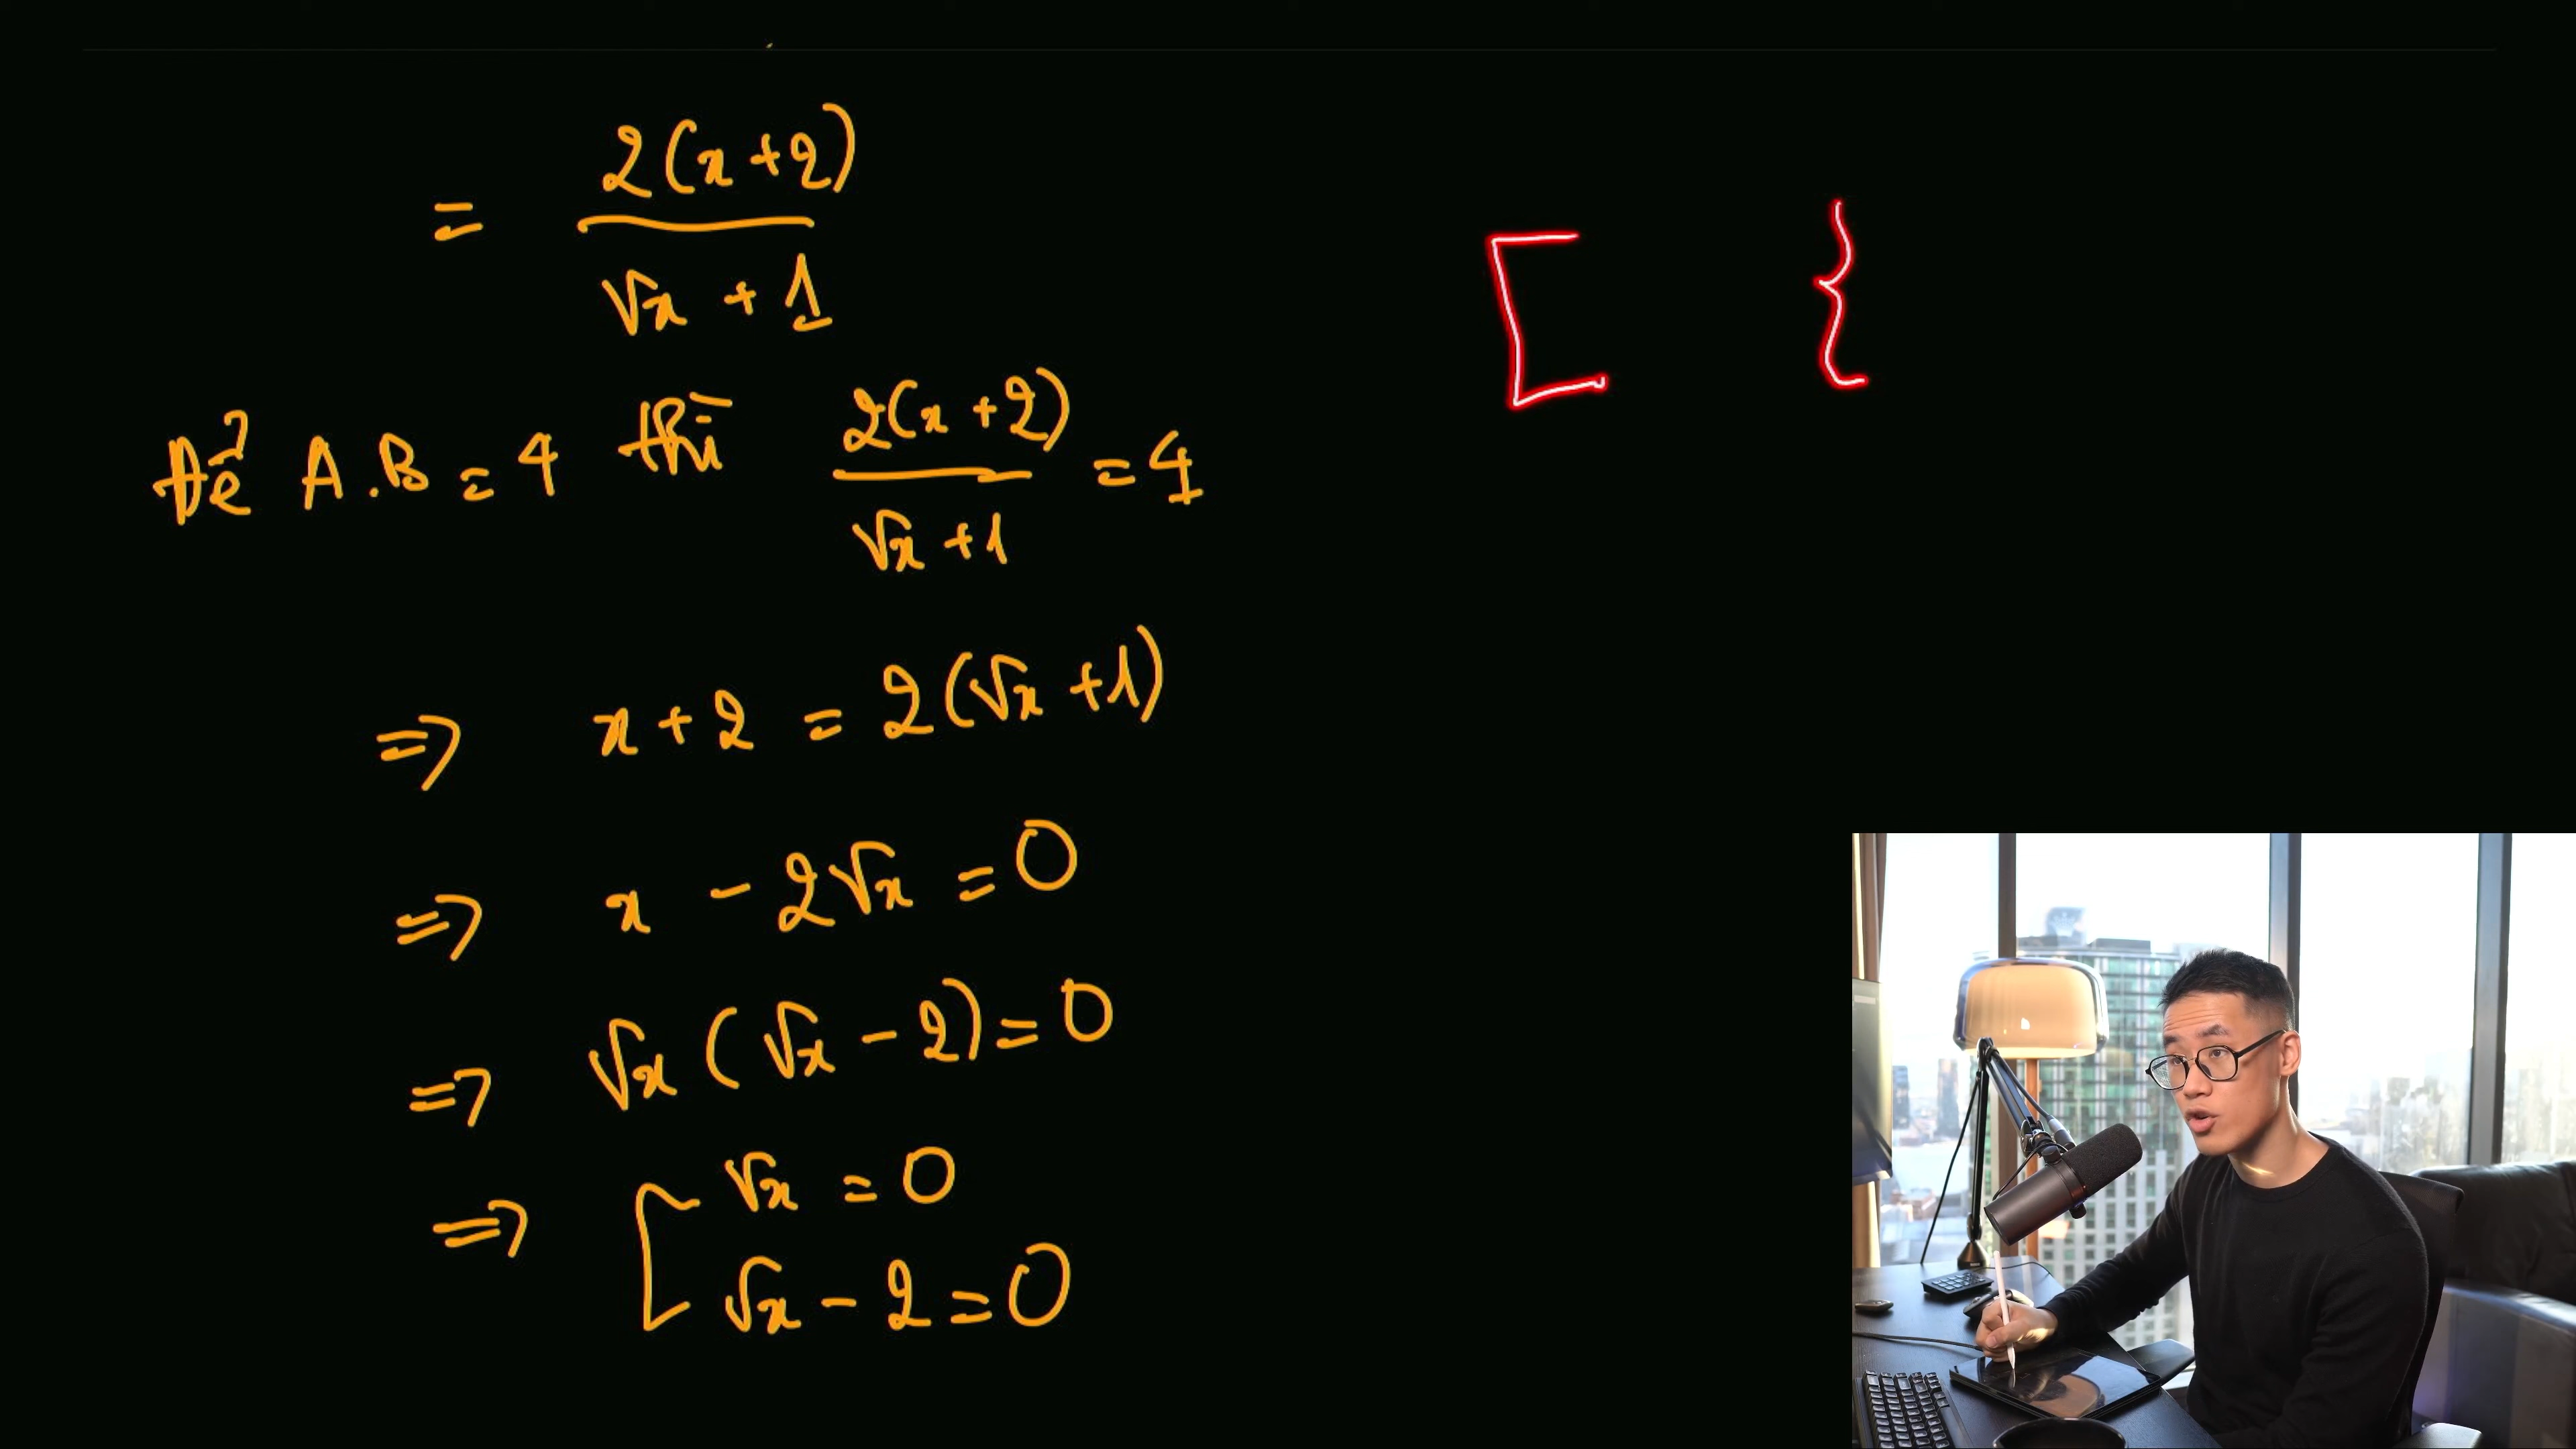 = 2(x+2) / √x + 1
Để A.B = 4 thì 2(x+2) / √x + 1 = 4
=> x + 2 = 2(√x + 1)
=> x - 2√x = 0
=> √x (√x - 2) = 0
=> [ √x = 0
√x - 2 = 0
[ {